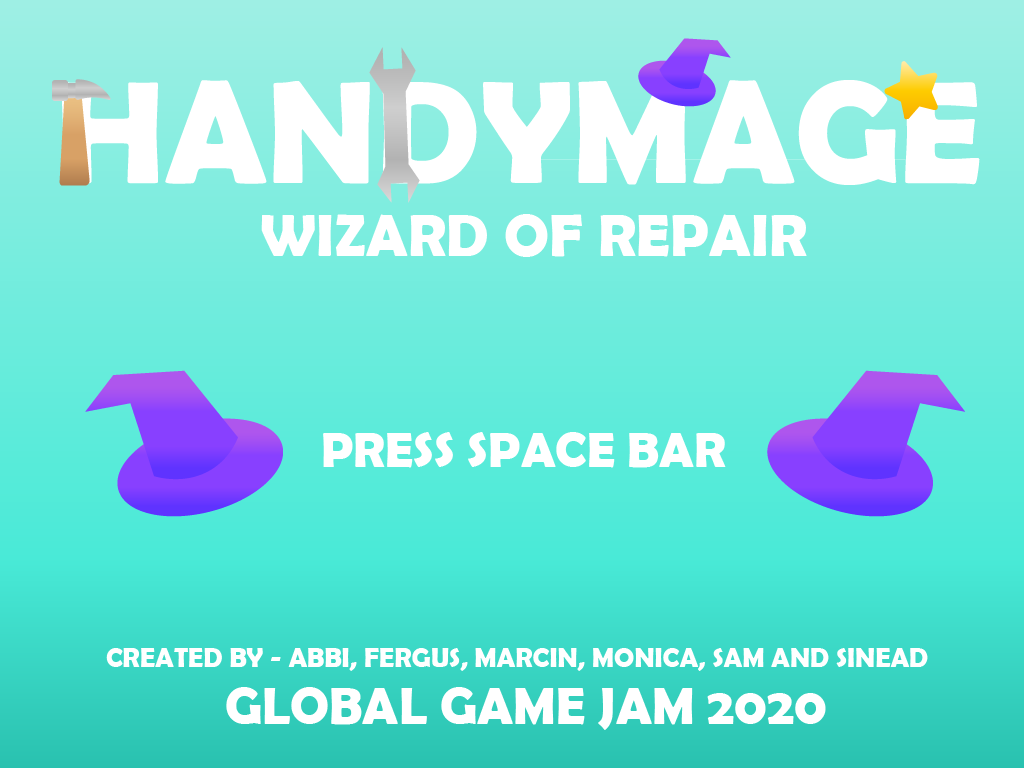 HANDYMAGE
WIZARD OF REPAIR
PRESS SPACE BAR
CREATED BY - ABBI, FERGUS, MARCIN, MONICA, SAM AND SINEAD
GLOBAL GAME JAM 2020